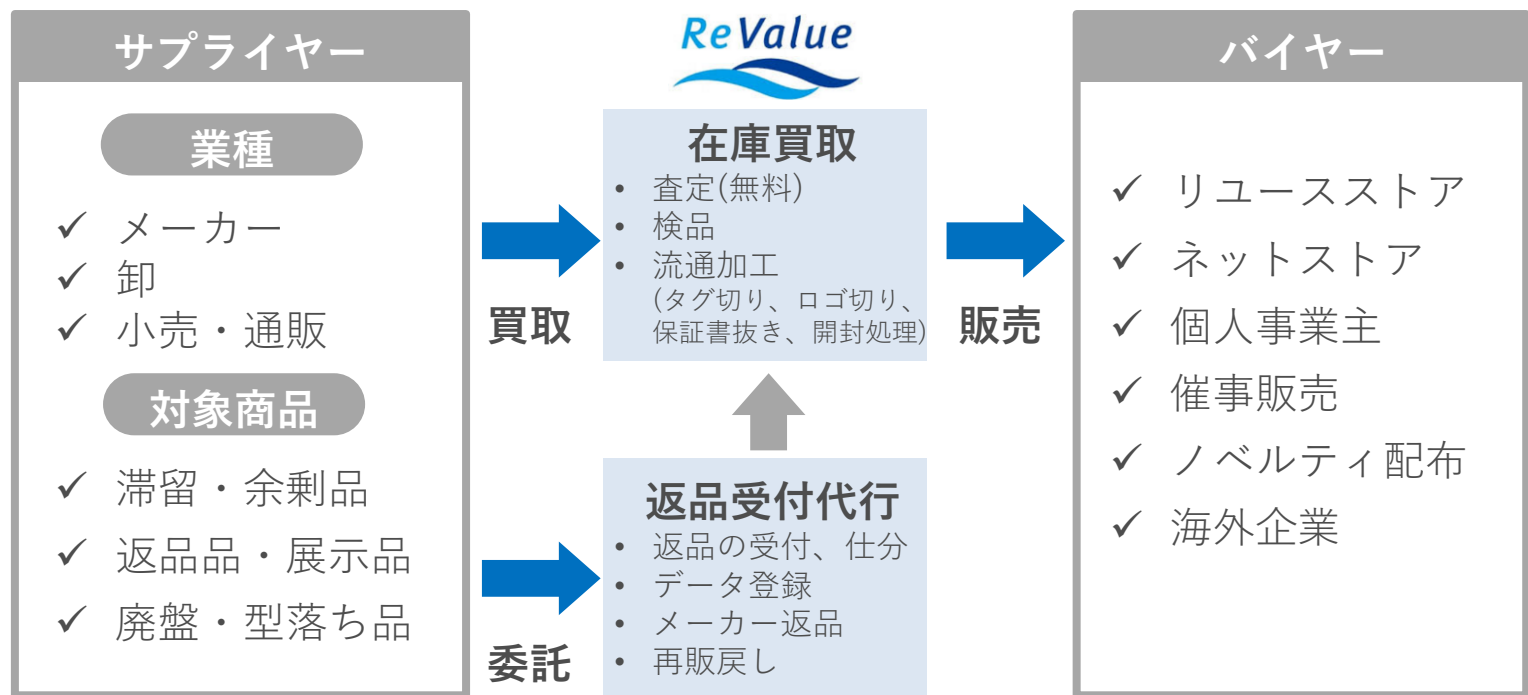 サプライヤー
業種
✓ メーカー
✓ 卸
✓ 小売・通販
対象商品
✓ 滞留・余剰品
✓ 返品品・展示品
✓ 廃盤・型落ち品
買取
委託
ReValue
在庫買取
• 査定(無料)
• 検品
• 流通加工
(タグ切り、ロゴ切り、
保証書抜き、開封処理)
返品受付代行
• 返品の受付、仕分
• データ登録
• メーカー返品
• 再販戻し
販売
バイヤー
✓ リユースストア
✓ ネットストア
✓ 個人事業主
✓ 催事販売
✓ ノベルティ配布
✓ 海外企業